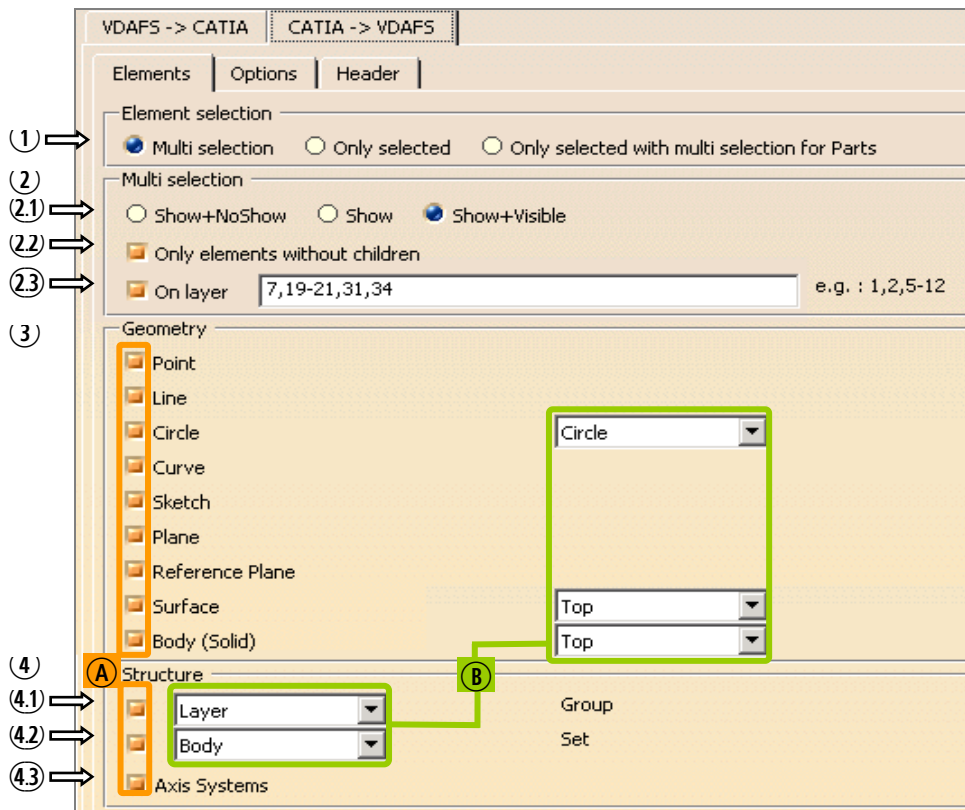 VDAFS -> CATIA CATIA -> VDAFS
Elements Options Header
Element selection
(1) Multi selection Only selected Only selected with multi selection for Parts
(2) Multi selection
(2.1) Show+NoShow Show Show+Visible
(2.2) Only elements without children
(2.3) On layer 7,19-21,31,34 e.g. : 1,2,5-12
(3) Geometry
Point
Line
Circle Circle
Curve
Sketch
Plane
Reference Plane
Surface Top
Body (Solid) Top
(4) A Structure B
(4.1) Layer Group
(4.2) Body Set
(4.3) Axis Systems